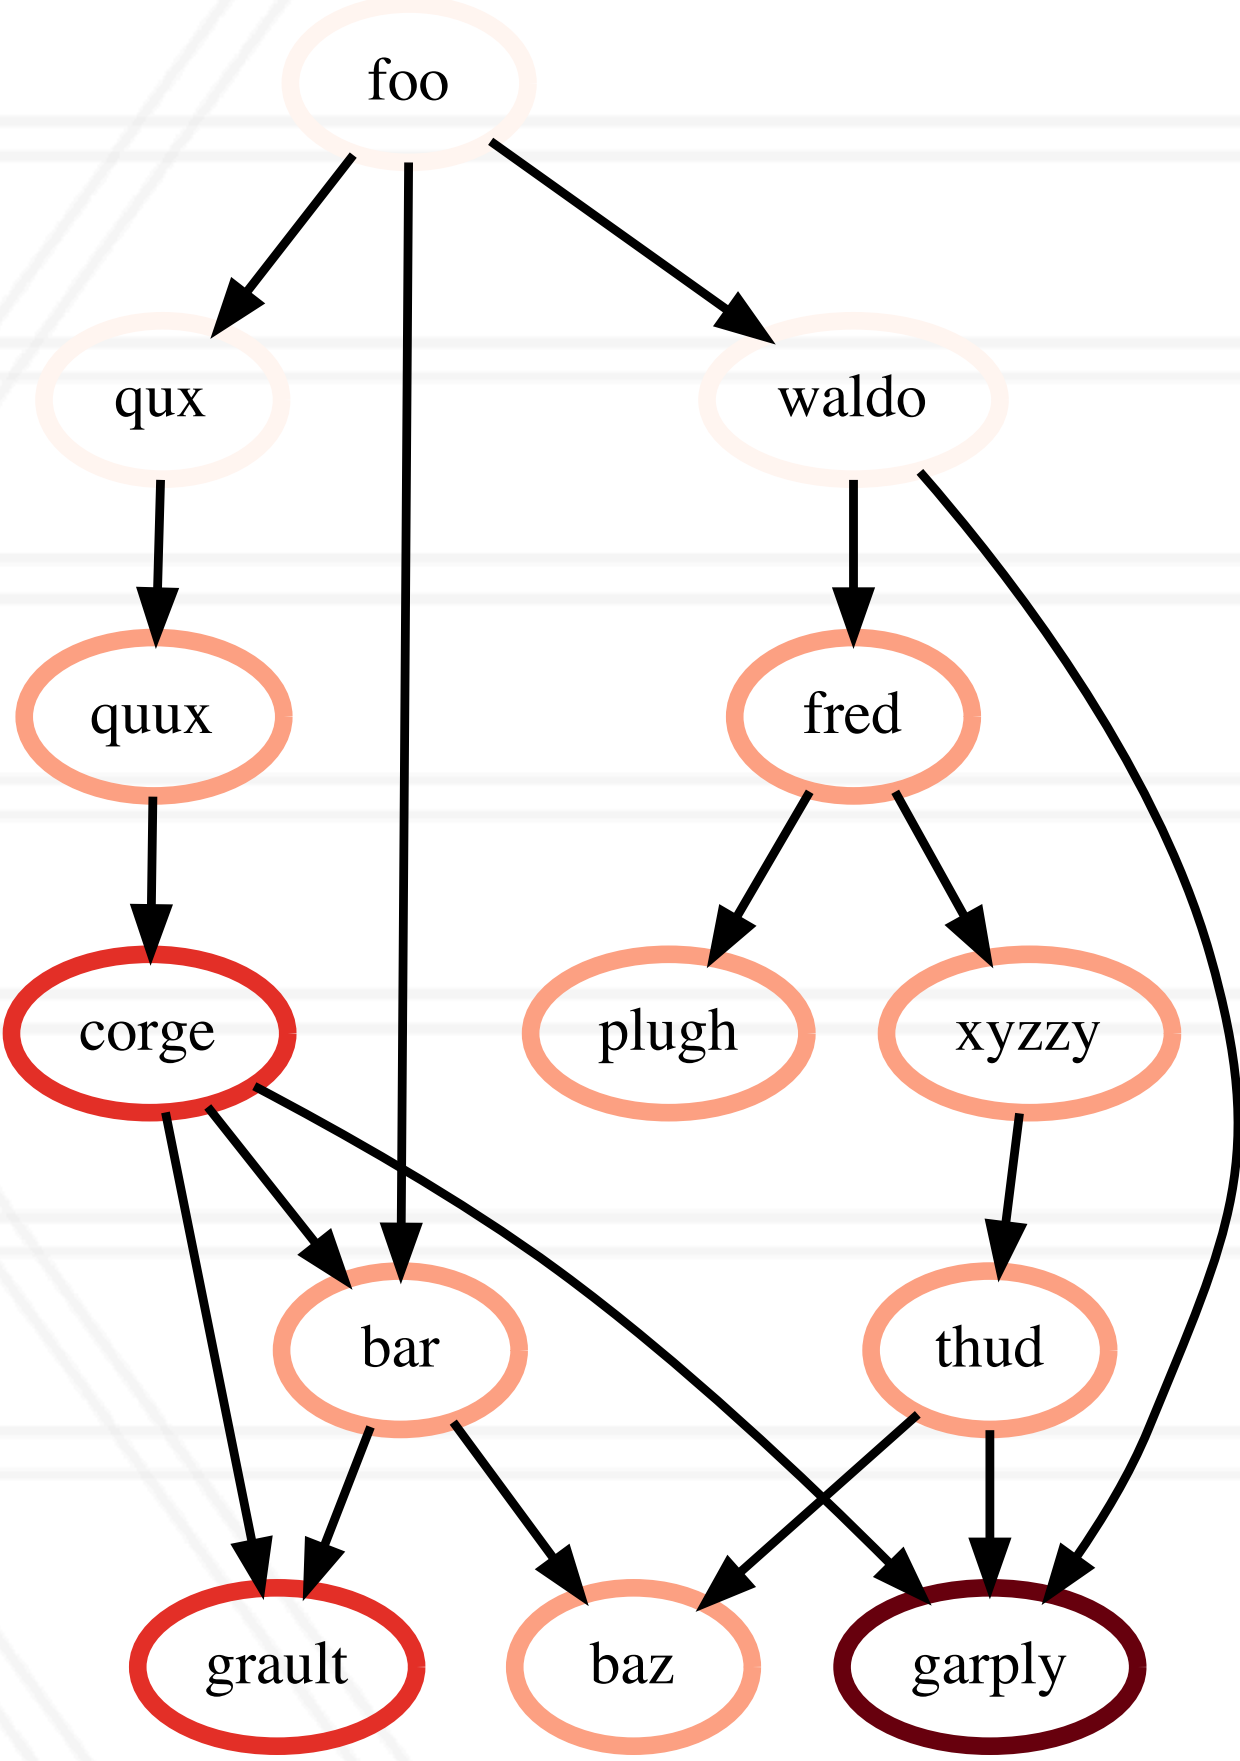 foo
qux
waldo
quux
fred
corge
plugh
xyzzy
bar
thud
grault
baz
garply